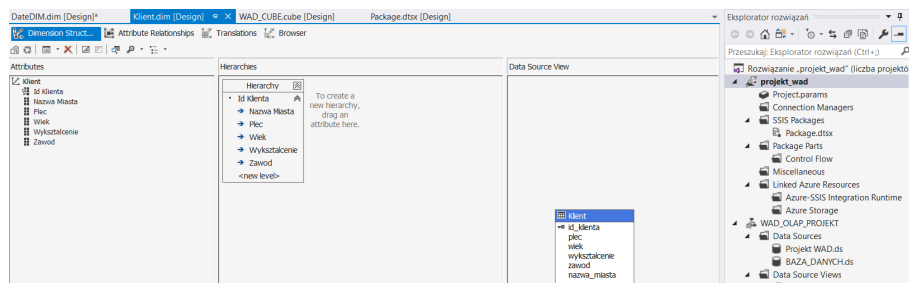 DateDIM.dim [Design]*
Klient.dim [Design]
WAD_CUBE.cube [Design]
Package.dtsx [Design]
Dimension Struct...
Attribute Relationships
Translations
Browser
Attributes
Klient
Id Klienta
Nazwa Miasta
Plec
Wiek
Wyksztalcenie
Zawod
Hierarchies
Hierarchy
Id Klienta
Nazwa Miasta
Plec
Wiek
Wyksztalcenie
Zawod
<new level>
To create a
new hierarchy,
drag an
attribute here.
Data Source View
Klient
id_klienta
plec
wiek
wyksztalcenie
zawod
nazwa_miasta
Eksplorator rozwiązań
Przeszukaj: Eksplorator rozwiązań (Ctrl+;)
Rozwiązanie „projekt_wad” (liczba projektó
projekt_wad
Project.params
Connection Managers
SSIS Packages
Package.dtsx
Package Parts
Control Flow
Miscellaneous
Linked Azure Resources
Azure-SSIS Integration Runtime
Azure Storage
WAD_OLAP_PROJEKT
Data Sources
Projekt WAD.ds
BAZA_DANYCH.ds
Data Source Views